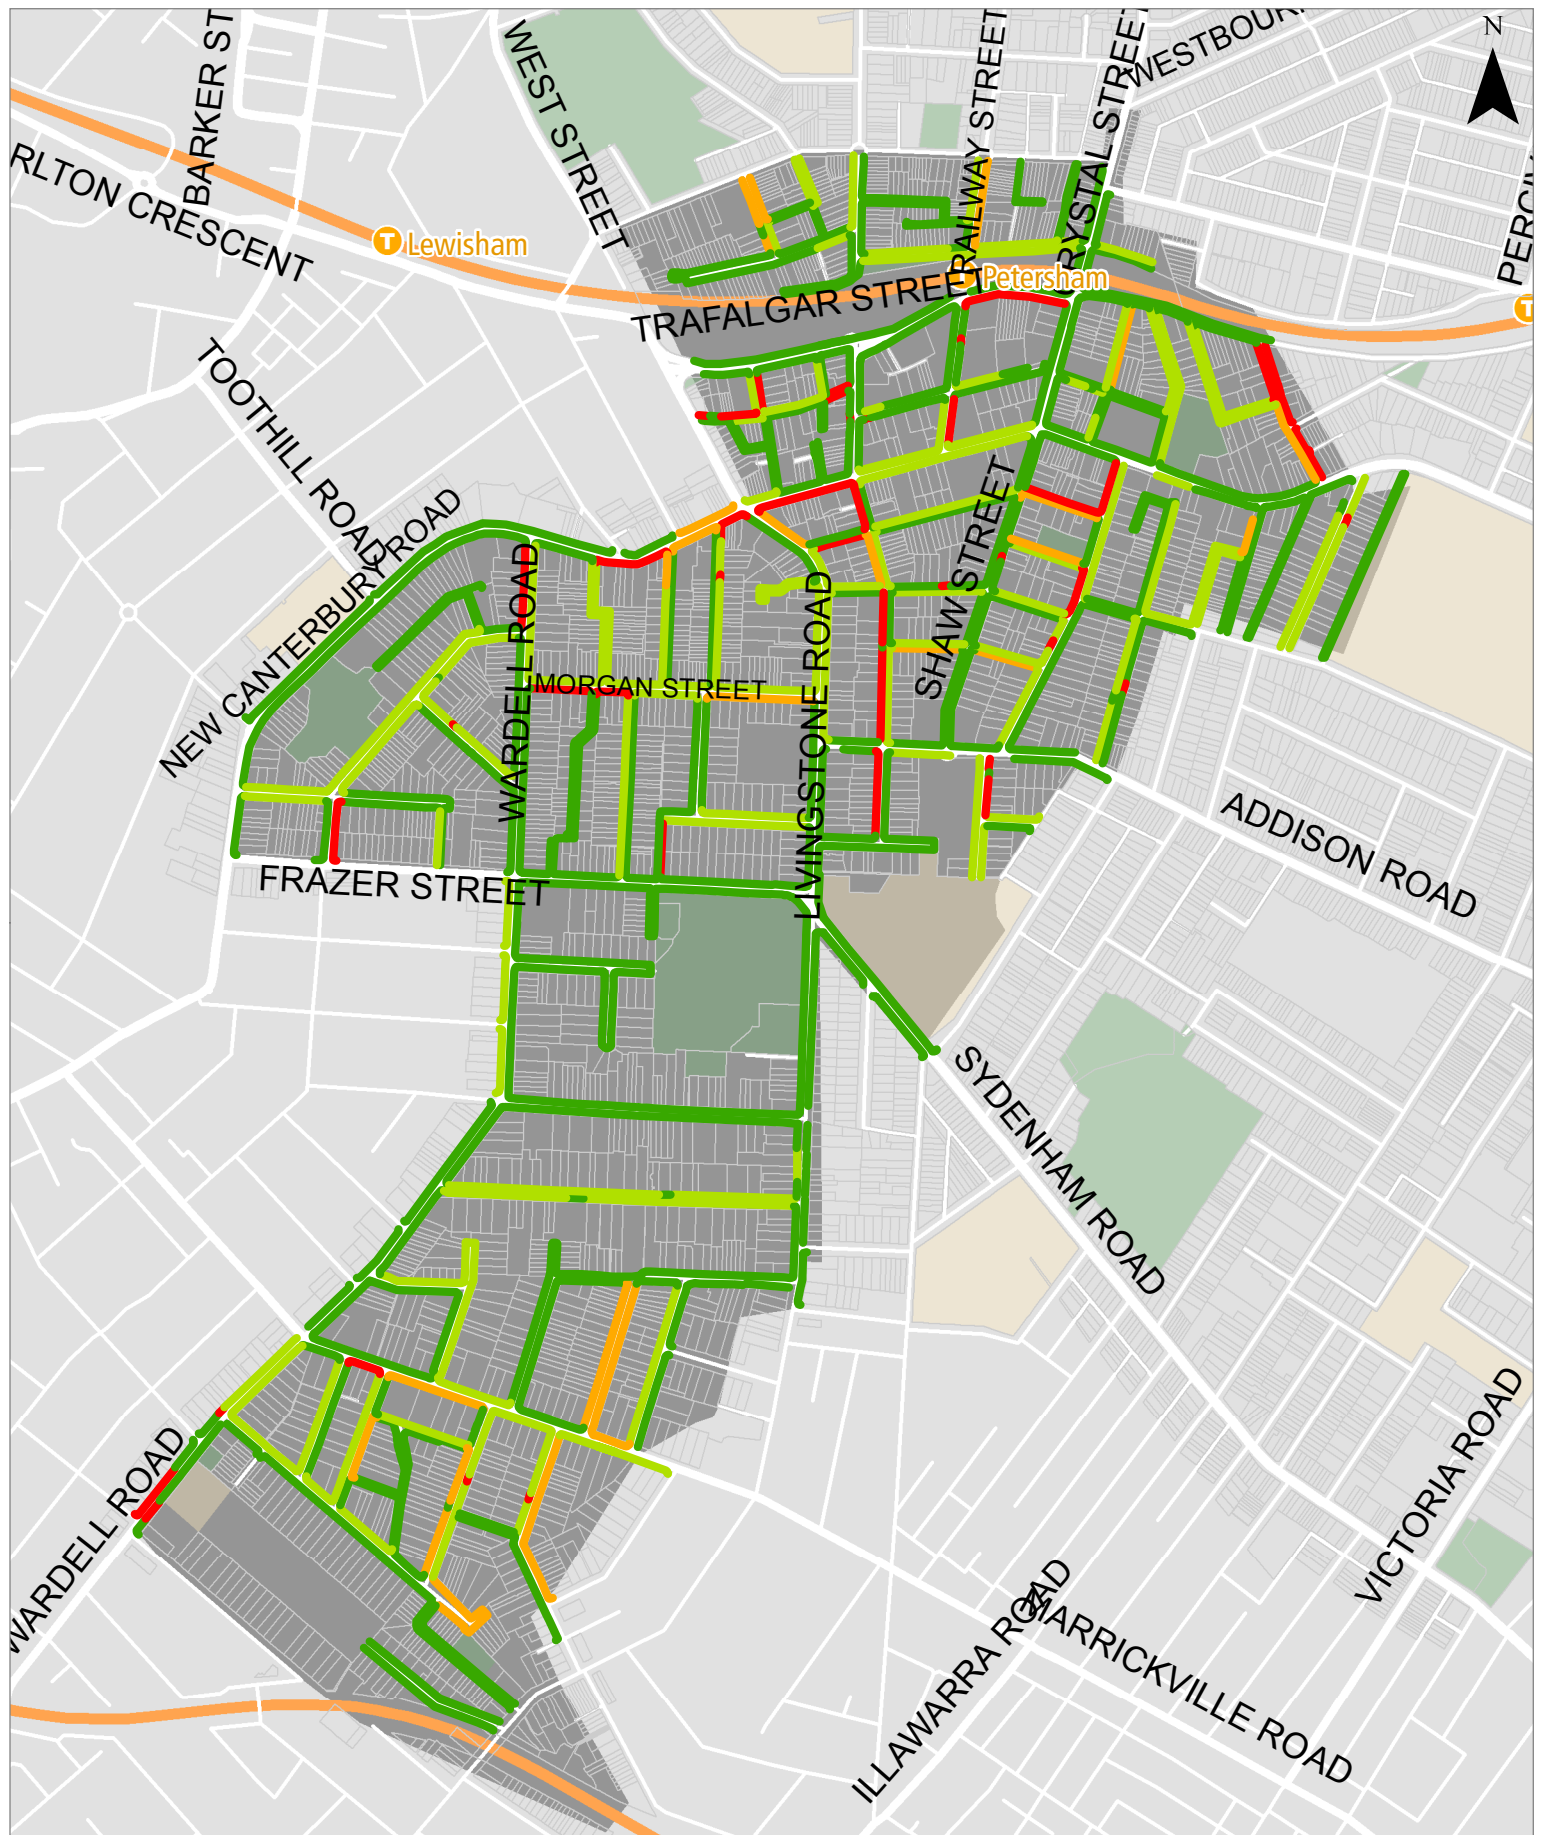 BARKER ST
WEST STREET
RAILWAY STREET
CRYSTAL STREET
WESTBOUR
N
RLTON CRESCENT
T Lewisham
T Petersham
PERCIV
T
TRAFALGAR STREET
TOOTHILL ROAD
NEW CANTERBURY ROAD
WARDELL ROAD
SHAW STREET
MORGAN STREET
LIVINGSTONE ROAD
ADDISON ROAD
FRAZER STREET
SYDENHAM ROAD
WARDELL ROAD
VICTORIA ROAD
ILLAWARRA ROAD
MARRICKVILLE ROAD